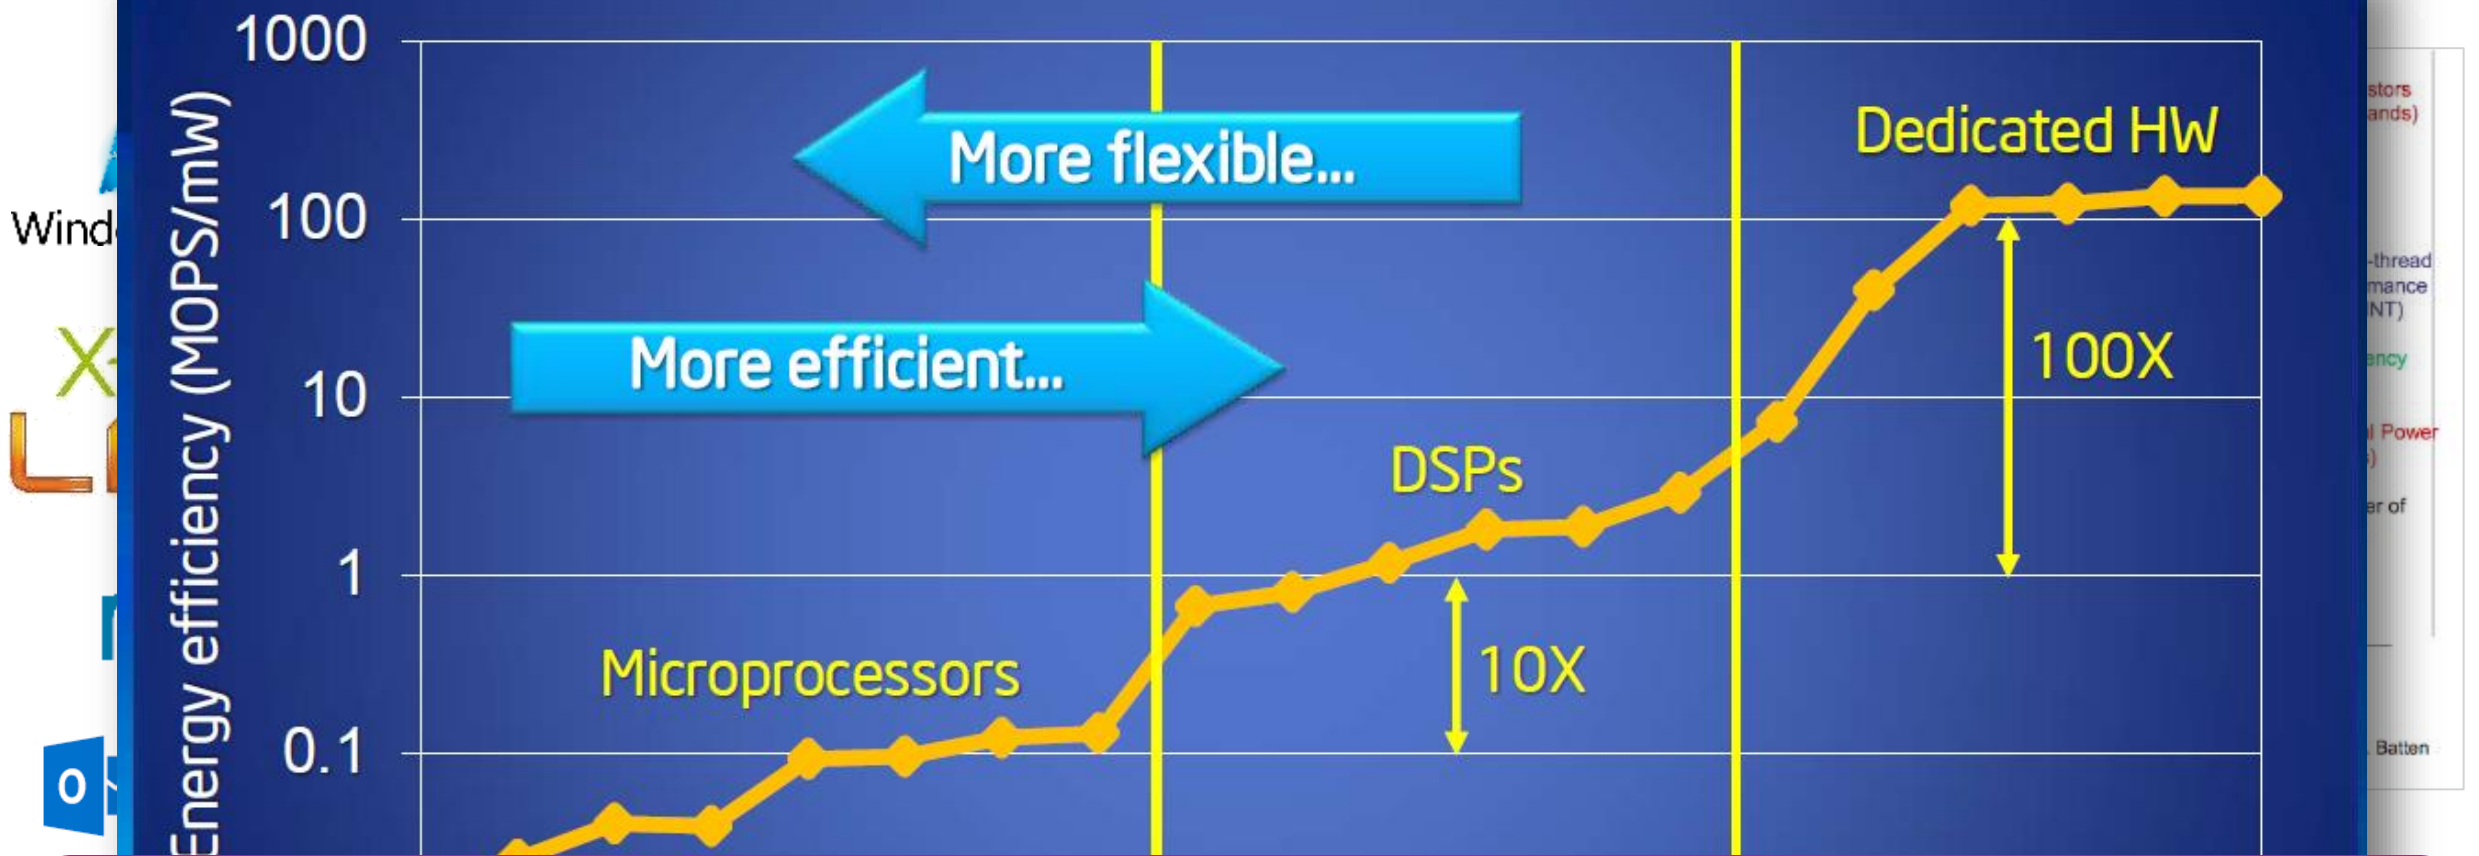 1000
100
10
1
0.1
Energy efficiency (MOPS/mW)
More flexible...
More efficient...
Dedicated HW
100X
DSPs
10X
Microprocessors
Wind
X
L
O
stors
ands)
-thread
mance
INT)
ency
l Power
)
er of
. Batten